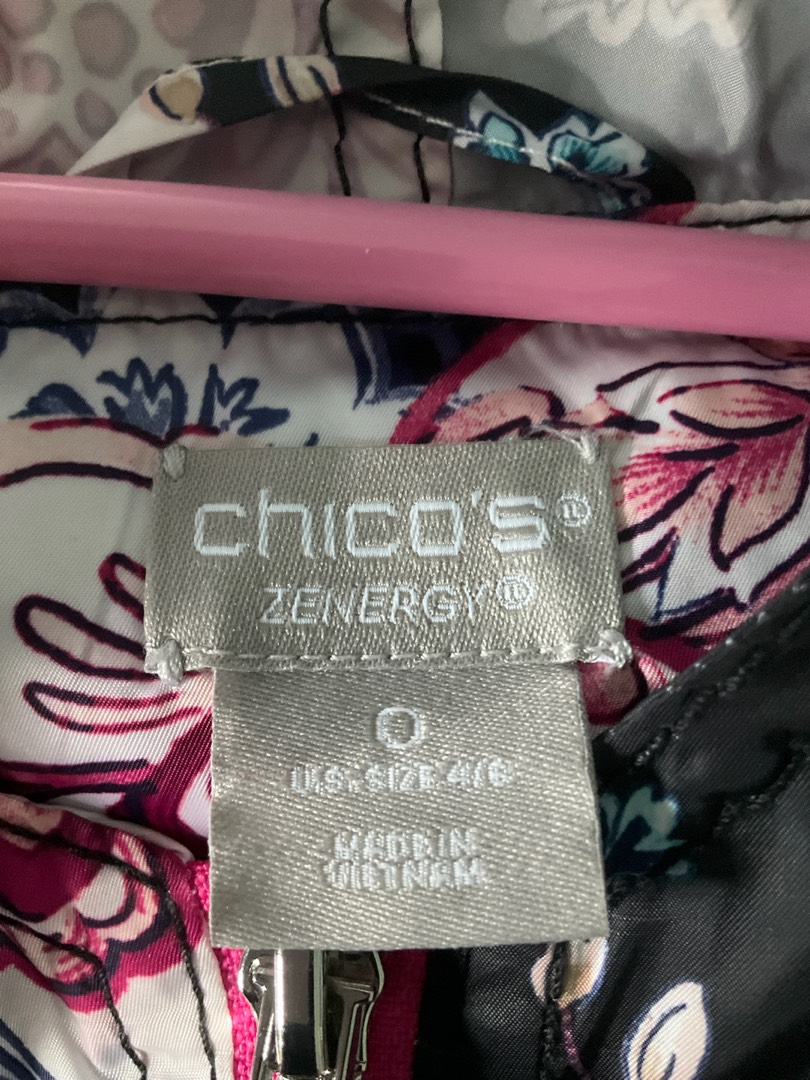 chico's®
ZENERGY®
0
U.S. SIZE 4/6
MADE IN
VIETNAM